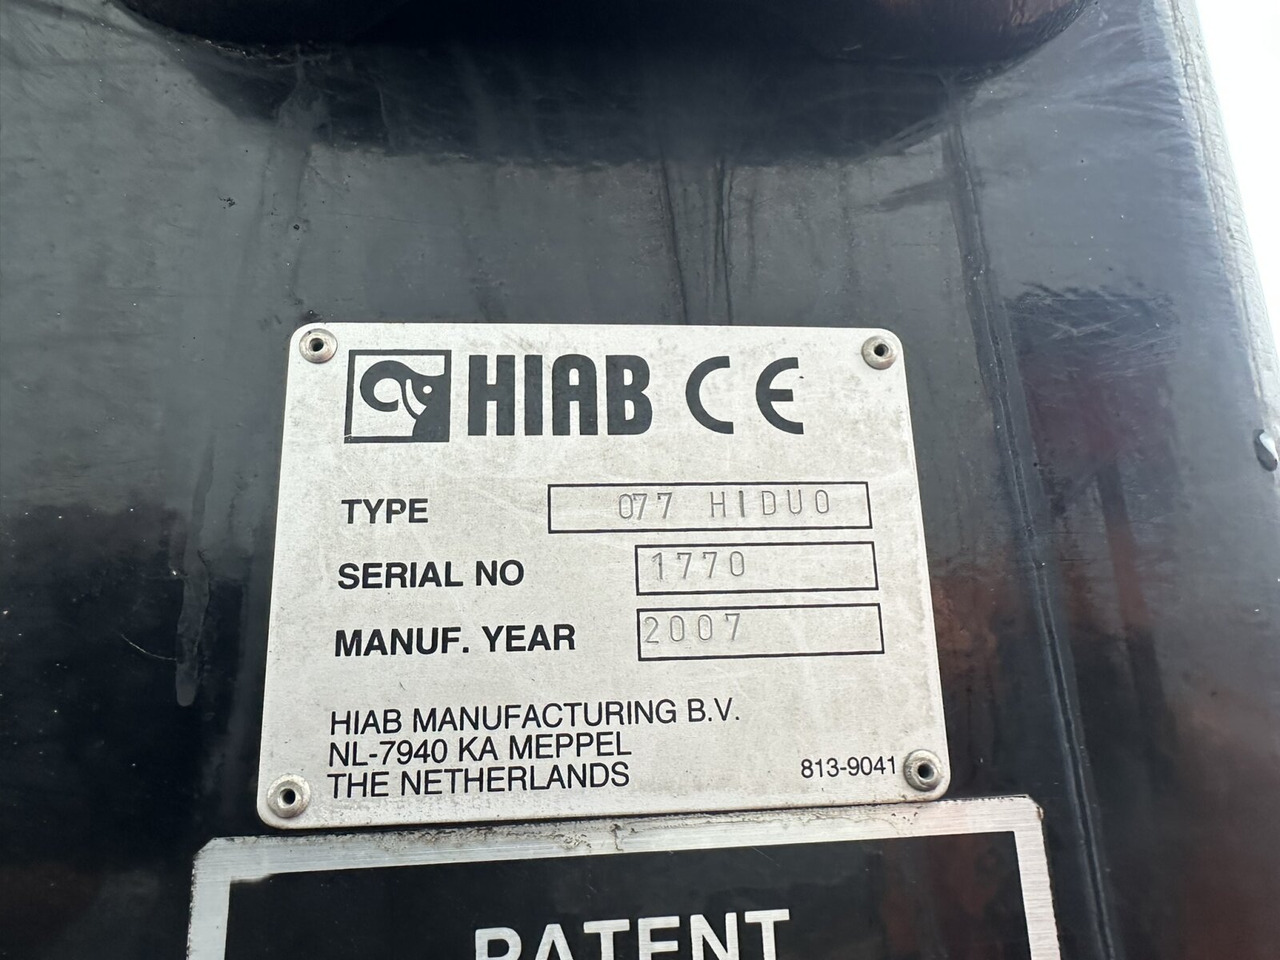 HIAB CE
TYPE 077 HIDUO
SERIAL NO 1770
MANUF. YEAR 2007
HIAB MANUFACTURING B.V.
NL-7940 KA MEPPEL
THE NETHERLANDS 813-9041
PATENT